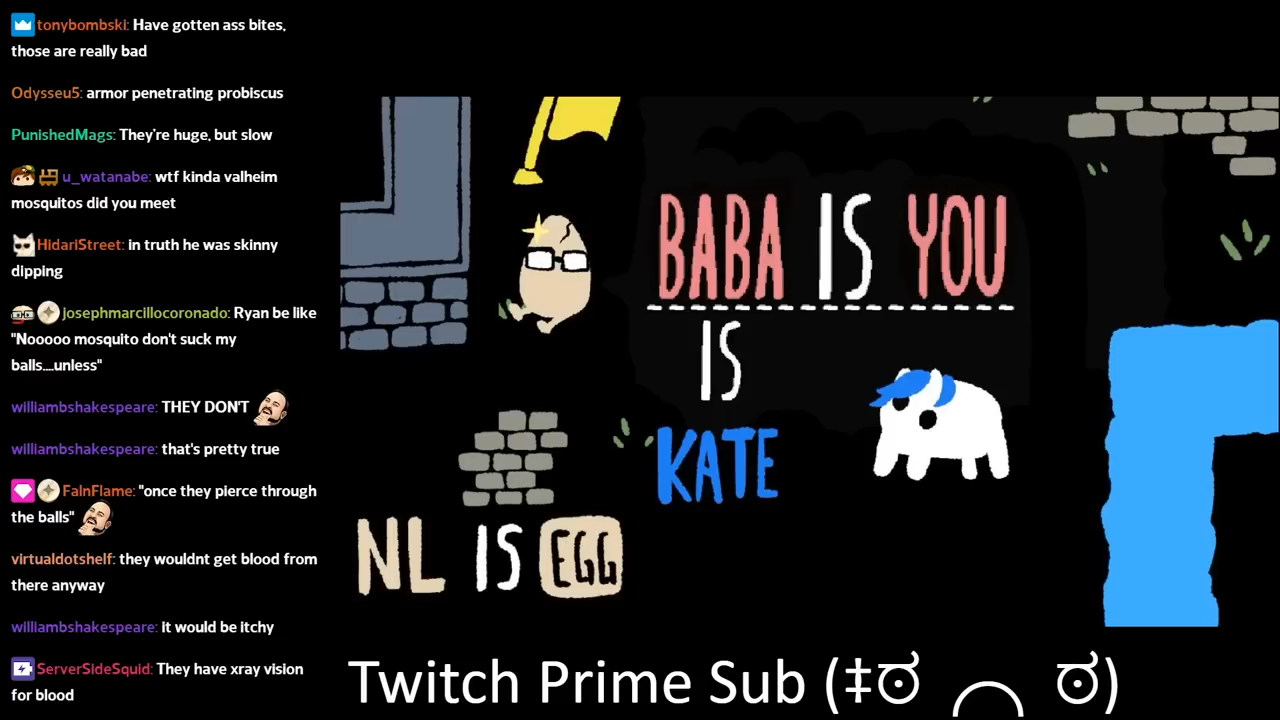 tonybombski: Have gotten ass bites,
those are really bad
Odysseu5: armor penetrating probiscus
PunishedMags: They're huge, but slow
u_watanabe: wtf kinda valheim
mosquitos did you meet
HidariStreet: in truth he was skinny
dipping
josephmarcillocoronado: Ryan be like
"Nooooo mosquito don't suck my
balls....unless"
williambshakespeare: THEY DON'T
williambshakespeare: that's pretty true
FalnFlame: "once they pierce through
the balls"
virtualdotshelf: they wouldnt get blood from
there anyway
williambshakespeare: it would be itchy
ServerSideSquid: They have xray vision
for blood
BABA IS YOU
IS
KATE
NL IS EGG
Twitch Prime Sub (‡ಠ ╭╮ ಠ)